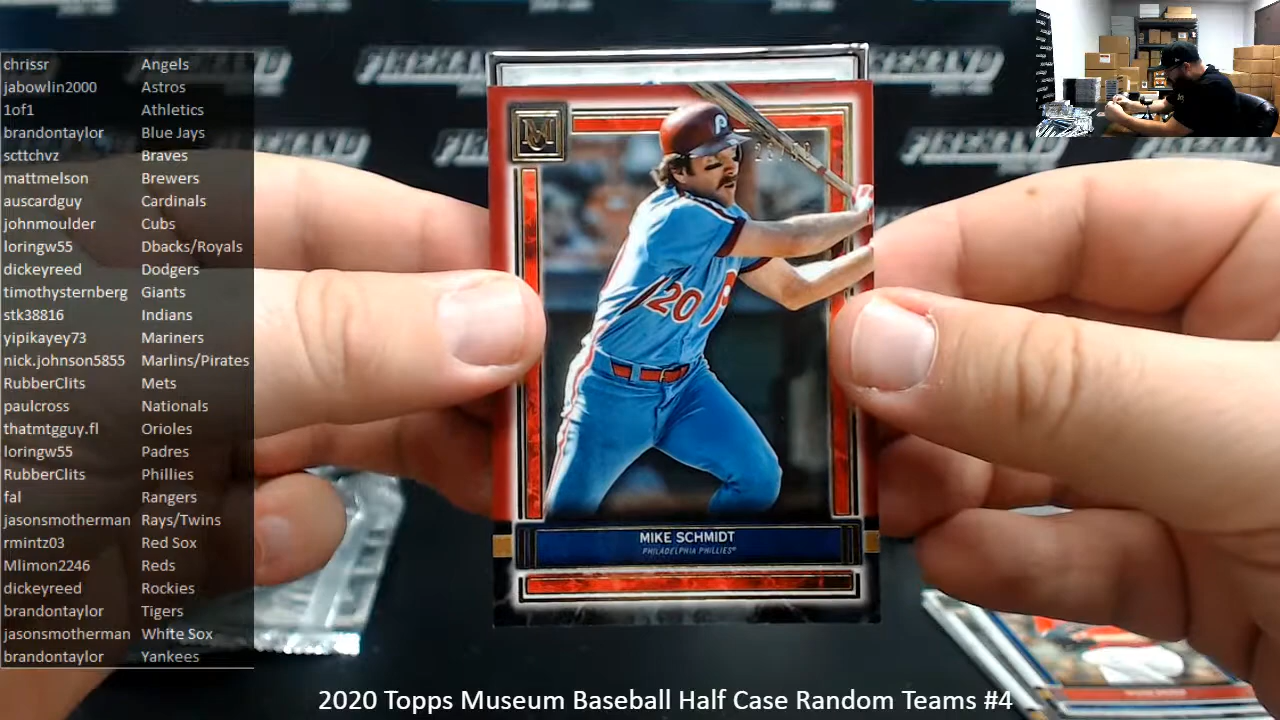 chrissr Angels
jabowlin2000 Astros
1of1 Athletics
brandontaylor Blue Jays
scttchvz Braves
mattmelson Brewers
auscardguy Cardinals
johnmoulder Cubs
loringw55 Dbacks/Royals
dickeyreed Dodgers
timothysternberg Giants
stk38816 Indians
yipikayey73 Mariners
nick.johnson5855 Marlins/Pirates
RubberClits Mets
paulcross Nationals
thatmtgguy.fl Orioles
loringw55 Padres
RubberClits Phillies
fal Rangers
jasonsmotherman Rays/Twins
rmintz03 Red Sox
Mlimon2246 Reds
dickeyreed Rockies
brandontaylor Tigers
jasonsmotherman White Sox
brandontaylor Yankees
M
P
20
P
MIKE SCHMIDT
PHILADELPHIA PHILLIES®
2020 Topps Museum Baseball Half Case Random Teams #4